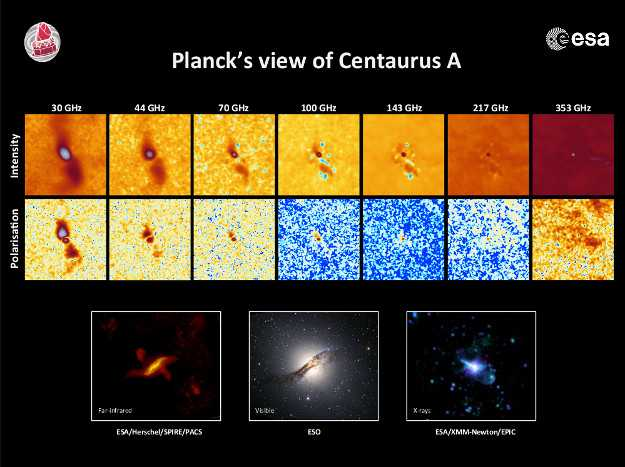 esa
Planck's view of Centaurus A
30 GHz 44 GHz 70 GHz 100 GHz 143 GHz 217 GHz 353 GHz
Intensity
Polarisation
Far-Infrared Visible X-rays
ESA/Herschel/SPIRE/PACS ESO ESA/XMM-Newton/EPIC